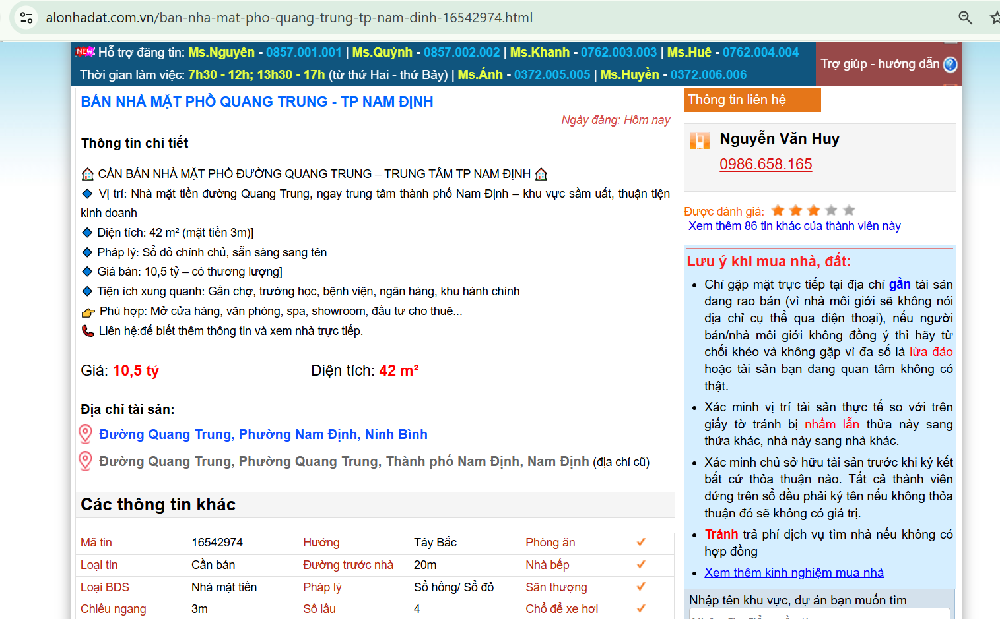 alonhadat.com.vn/ban-nha-mat-pho-quang-trung-tp-nam-dinh-16542974.html
NEW Hỗ trợ đăng tin: Ms.Nguyên - 0857.001.001 | Ms.Quỳnh - 0857.002.002 | Ms.Khanh - 0762.003.003 | Ms.Huê - 0762.004.004
Thời gian làm việc: 7h30 - 12h; 13h30 - 17h (từ thứ Hai - thứ Bảy) | Ms.Ánh - 0372.005.005 | Ms.Huyền - 0372.006.006
Trợ giúp - hướng dẫn
BÁN NHÀ MẶT PHỐ QUANG TRUNG - TP NAM ĐỊNH
Ngày đăng: Hôm nay
Thông tin chi tiết
CẦN BÁN NHÀ MẶT PHỐ ĐƯỜNG QUANG TRUNG – TRUNG TÂM TP NAM ĐỊNH
Vị trí: Nhà mặt tiền đường Quang Trung, ngay trung tâm thành phố Nam Định – khu vực sầm uất, thuận tiện
kinh doanh
Diện tích: 42 m² (mặt tiền 3m)]
Pháp lý: Sổ đỏ chính chủ, sẵn sàng sang tên
Giá bán: 10,5 tỷ – có thương lượng]
Tiện ích xung quanh: Gần chợ, trường học, bệnh viện, ngân hàng, khu hành chính
Phù hợp: Mở cửa hàng, văn phòng, spa, showroom, đầu tư cho thuê...
Liên hệ:để biết thêm thông tin và xem nhà trực tiếp.
Giá: 10,5 tỷ
Diện tích: 42 m²
Địa chỉ tài sản:
Đường Quang Trung, Phường Nam Định, Ninh Bình
Đường Quang Trung, Phường Quang Trung, Thành phố Nam Định, Nam Định (địa chỉ cũ)
Các thông tin khác
Mã tin 16542974 Hướng Tây Bắc Phòng ăn
Loại tin Cần bán Đường trước nhà 20m Nhà bếp
Loại BDS Nhà mặt tiền Pháp lý Sổ hồng/ Sổ đỏ Sân thượng
Chiều ngang 3m Số lầu 4 Chổ để xe hơi
Thông tin liên hệ
Nguyễn Văn Huy
0986.658.165
Được đánh giá:
Xem thêm 86 tin khác của thành viên này
Lưu ý khi mua nhà, đất:
Chỉ gặp mặt trực tiếp tại địa chỉ gần tài sản
đang rao bán (vì nhà môi giới sẽ không nói
địa chỉ cụ thể qua điện thoại), nếu người
bán/nhà môi giới không đồng ý thì hãy từ
chối khéo và không gặp vì đa số là lừa đảo
hoặc tài sản bạn đang quan tâm không có
thật.
Xác minh vị trí tài sản thực tế so với trên
giấy tờ tránh bị nhầm lẫn thửa này sang
thửa khác, nhà này sang nhà khác.
Xác minh chủ sở hữu tài sản trước khi ký kết
bất cứ thỏa thuận nào. Tất cả thành viên
đứng trên sổ đều phải ký tên nếu không thỏa
thuận đó sẽ không có giá trị.
Tránh trả phí dịch vụ tìm nhà nếu không có
hợp đồng
Xem thêm kinh nghiệm mua nhà
Nhập tên khu vực, dự án bạn muốn tìm